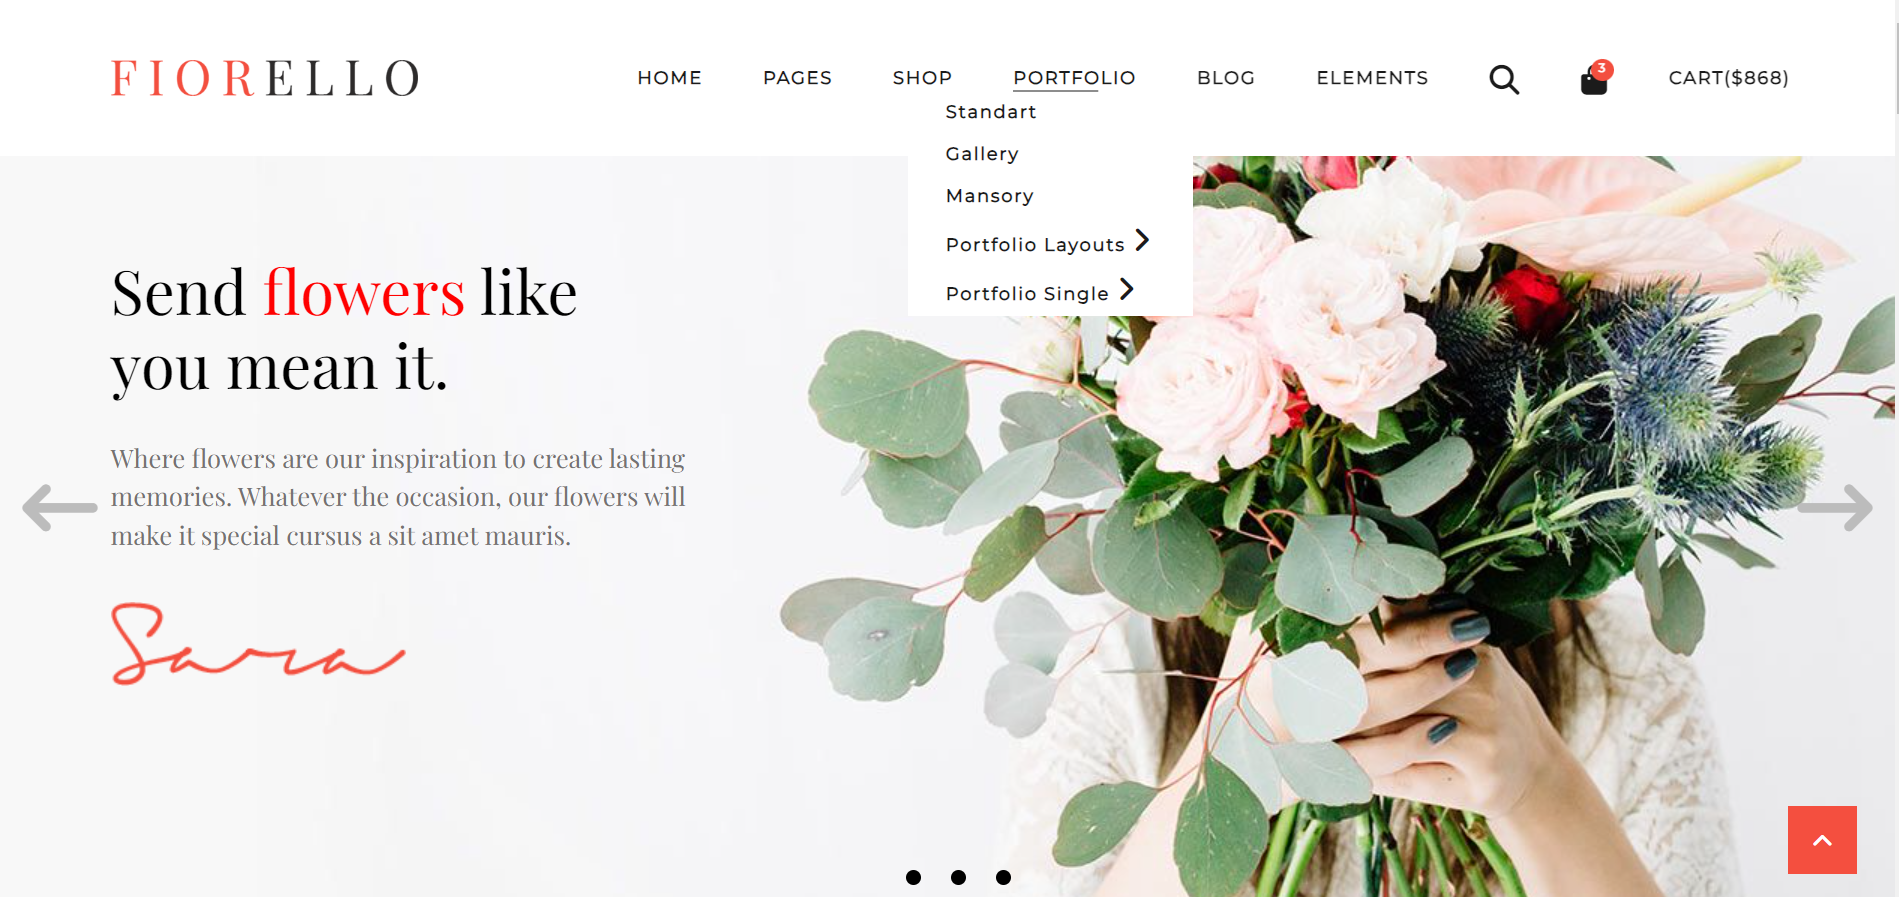 FIORELLO
HOME PAGES SHOP PORTFOLIO BLOG ELEMENTS 3 CART($868)
Standart
Gallery
Mansory
Portfolio Layouts
Portfolio Single
Send flowers like
you mean it.
Where flowers are our inspiration to create lasting
memories. Whatever the occasion, our flowers will
make it special cursus a sit amet mauris.
Sara